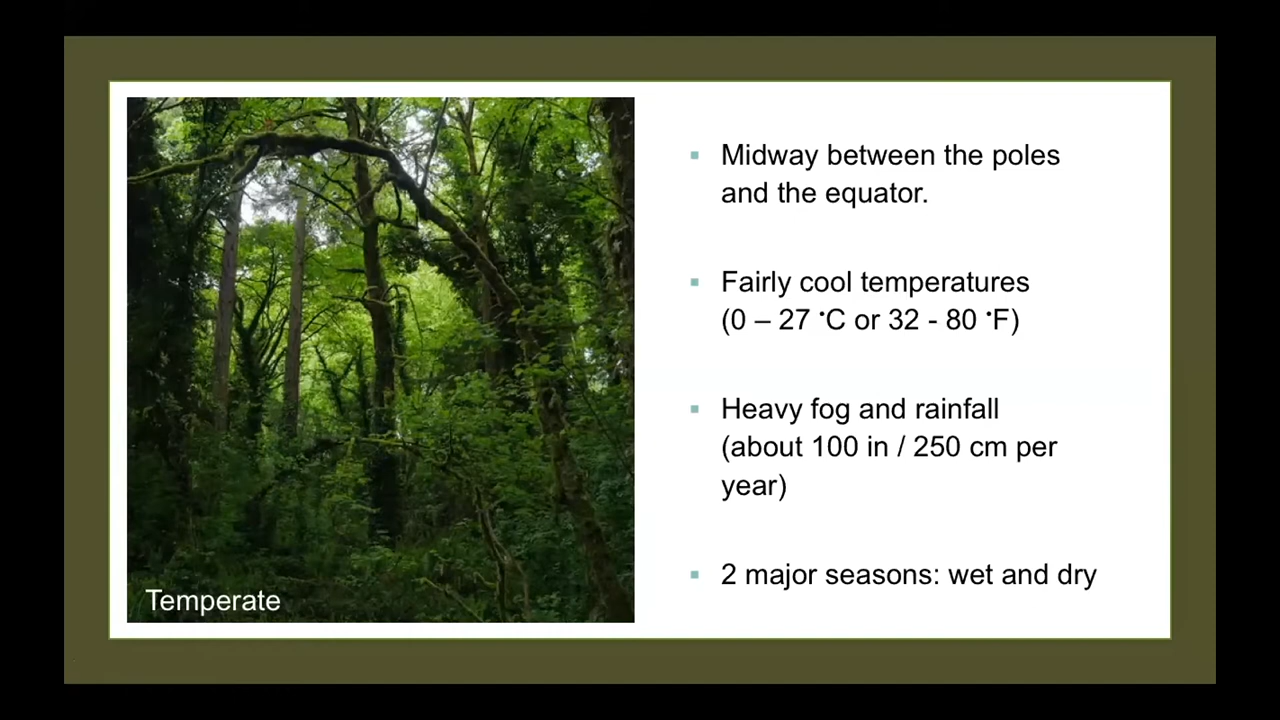 Midway between the poles
and the equator.
Fairly cool temperatures
(0 – 27 •C or 32 - 80 •F)
Heavy fog and rainfall
(about 100 in / 250 cm per
year)
2 major seasons: wet and dry
Temperate